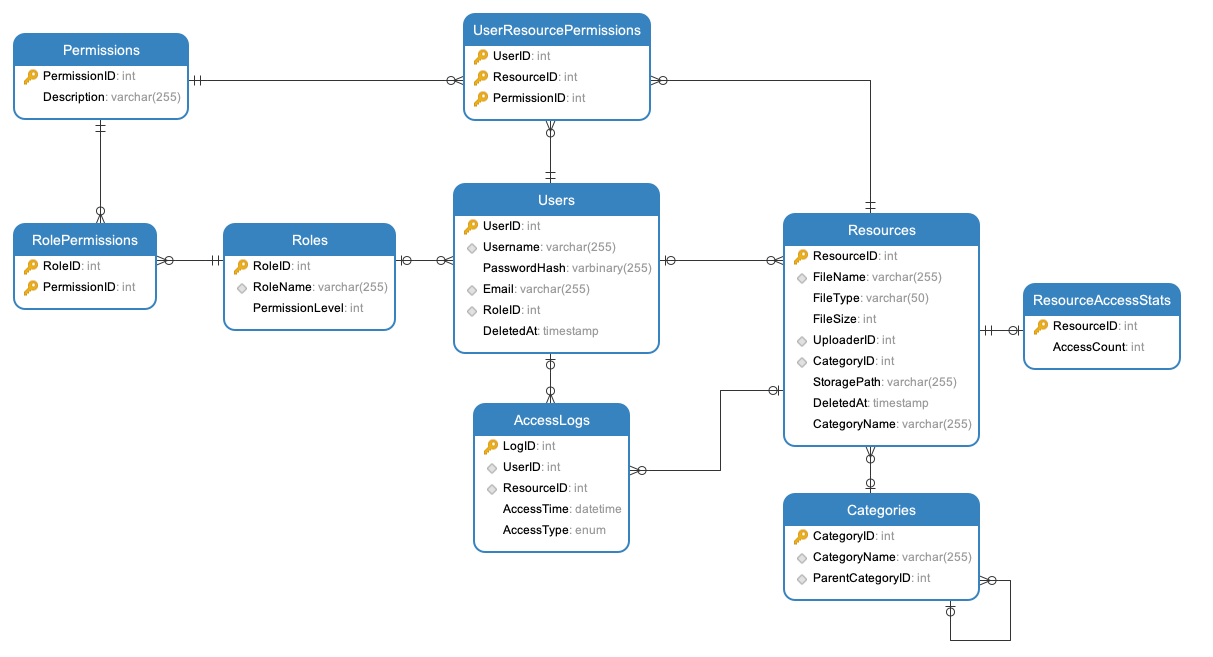 Permissions
PermissionID: int
Description: varchar(255)
UserResourcePermissions
UserID: int
ResourceID: int
PermissionID: int
RolePermissions
RoleID: int
PermissionID: int
Roles
RoleID: int
RoleName: varchar(255)
PermissionLevel: int
Users
UserID: int
Username: varchar(255)
PasswordHash: varbinary(255)
Email: varchar(255)
RoleID: int
DeletedAt: timestamp
Resources
ResourceID: int
FileName: varchar(255)
FileType: varchar(50)
FileSize: int
UploaderID: int
CategoryID: int
StoragePath: varchar(255)
DeletedAt: timestamp
CategoryName: varchar(255)
ResourceAccessStats
ResourceID: int
AccessCount: int
AccessLogs
LogID: int
UserID: int
ResourceID: int
AccessTime: datetime
AccessType: enum
Categories
CategoryID: int
CategoryName: varchar(255)
ParentCategoryID: int